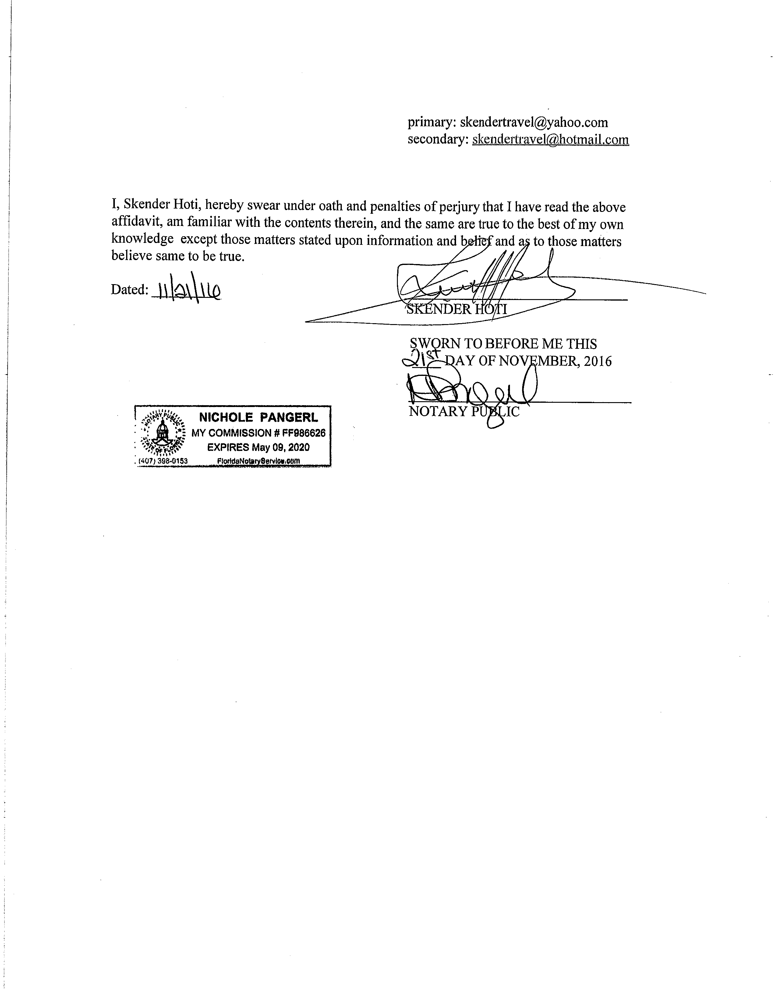 primary: skendertravel@yahoo.com
secondary: skendertravel@hotmail.com
I, Skender Hoti, hereby swear under oath and penalties of perjury that I have read the above
affidavit, am familiar with the contents therein, and the same are true to the best of my own
knowledge except those matters stated upon information and belief and as to those matters
believe same to be true.
Dated: 11/21/16
SKENDER HOTI
SWORN TO BEFORE ME THIS
21st DAY OF NOVEMBER, 2016
NOTARY PUBLIC
NOTARY PUBLIC
STATE OF FLORIDA
NICHOLE PANGERL
MY COMMISSION # FF986626
EXPIRES May 09, 2020
(407) 398-0153 FloridaNotaryService.com